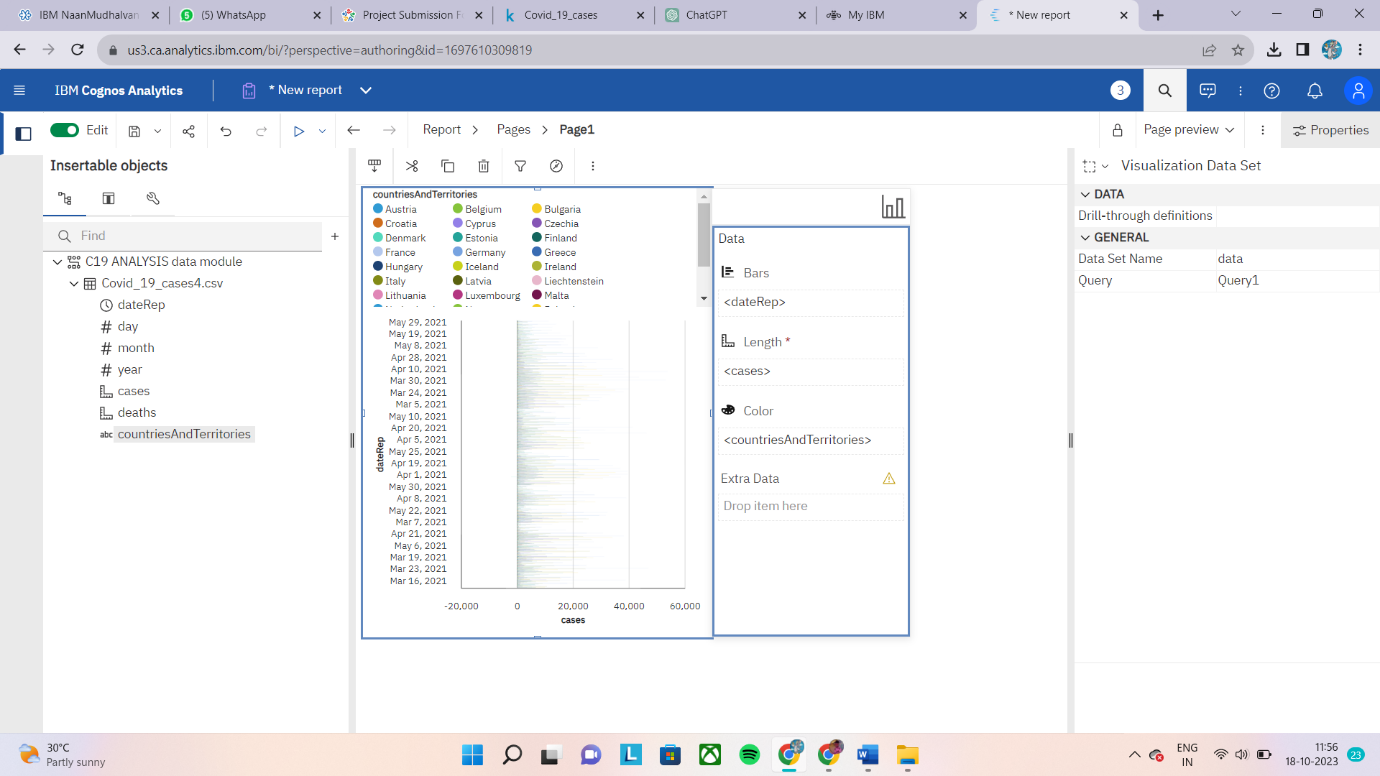 IBM NaanMudhalvan
(5) WhatsApp
Project Submission F
Covid_19_cases
ChatGPT
My IBM
* New report
us3.ca.analytics.ibm.com/bi/?perspective=authoring&id=1697610309819
IBM Cognos Analytics
* New report
3
Edit
Report > Pages > Page1
Page preview
Properties
Insertable objects
Find
C19 ANALYSIS data module
Covid_19_cases4.csv
dateRep
# day
# month
# year
cases
deaths
abc countriesAndTerritories
countriesAndTerritories
Austria Belgium Bulgaria
Croatia Cyprus Czechia
Denmark Estonia Finland
France Germany Greece
Hungary Iceland Ireland
Italy Latvia Liechtenstein
Lithuania Luxembourg Malta
dateRep
May 29, 2021
May 19, 2021
May 8, 2021
Apr 28, 2021
Apr 10, 2021
Mar 30, 2021
Mar 24, 2021
Mar 5, 2021
May 10, 2021
Apr 20, 2021
Apr 5, 2021
May 25, 2021
Apr 19, 2021
Apr 1, 2021
May 30, 2021
Apr 8, 2021
May 22, 2021
Mar 7, 2021
Apr 21, 2021
May 6, 2021
Mar 19, 2021
Mar 23, 2021
Mar 16, 2021
-20,000 0 20,000 40,000 60,000
cases
Data
Bars
<dateRep>
Length *
<cases>
Color
<countriesAndTerritories>
Extra Data
Drop item here
Visualization Data Set
DATA
Drill-through definitions
GENERAL
Data Set Name data
Query Query1
30°C
Partly sunny
ENG
IN
11:56
18-10-2023
23